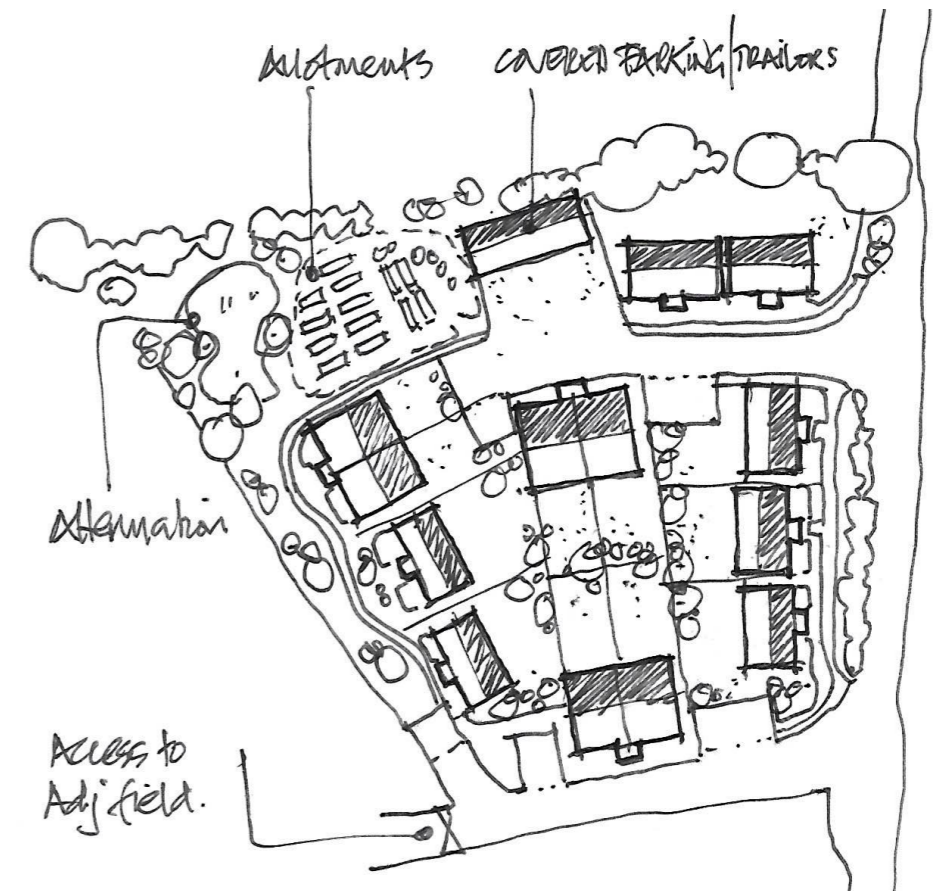 Allotments
COVERED PARKING/TRAILORS
Attenuation
Access to
Adj field.